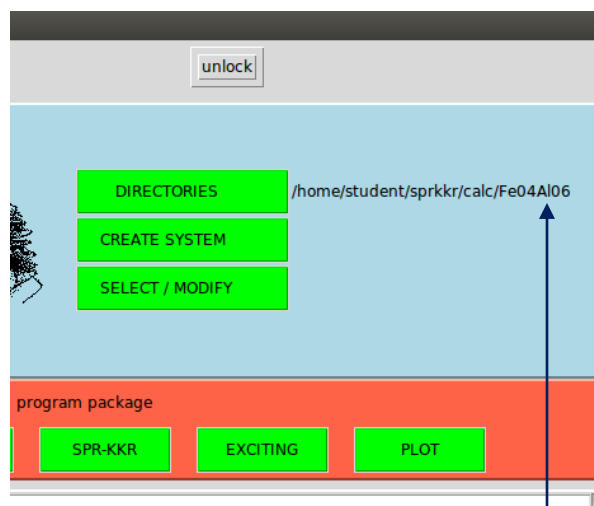 unlock
DIRECTORIES /home/student/sprkkr/calc/Fe04Al06
CREATE SYSTEM
SELECT / MODIFY
program package
SPR-KKR EXCITING PLOT